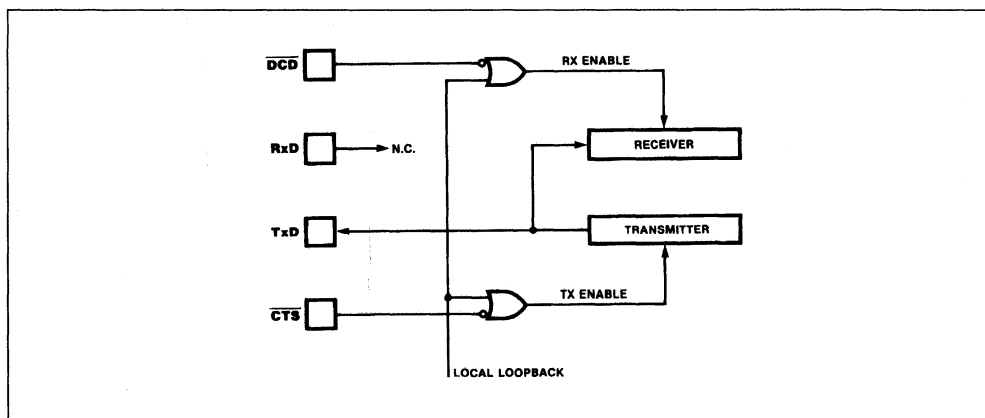 DCD
RX ENABLE
RxD
N.C.
RECEIVER
TxD
TRANSMITTER
TX ENABLE
CTS
LOCAL LOOPBACK